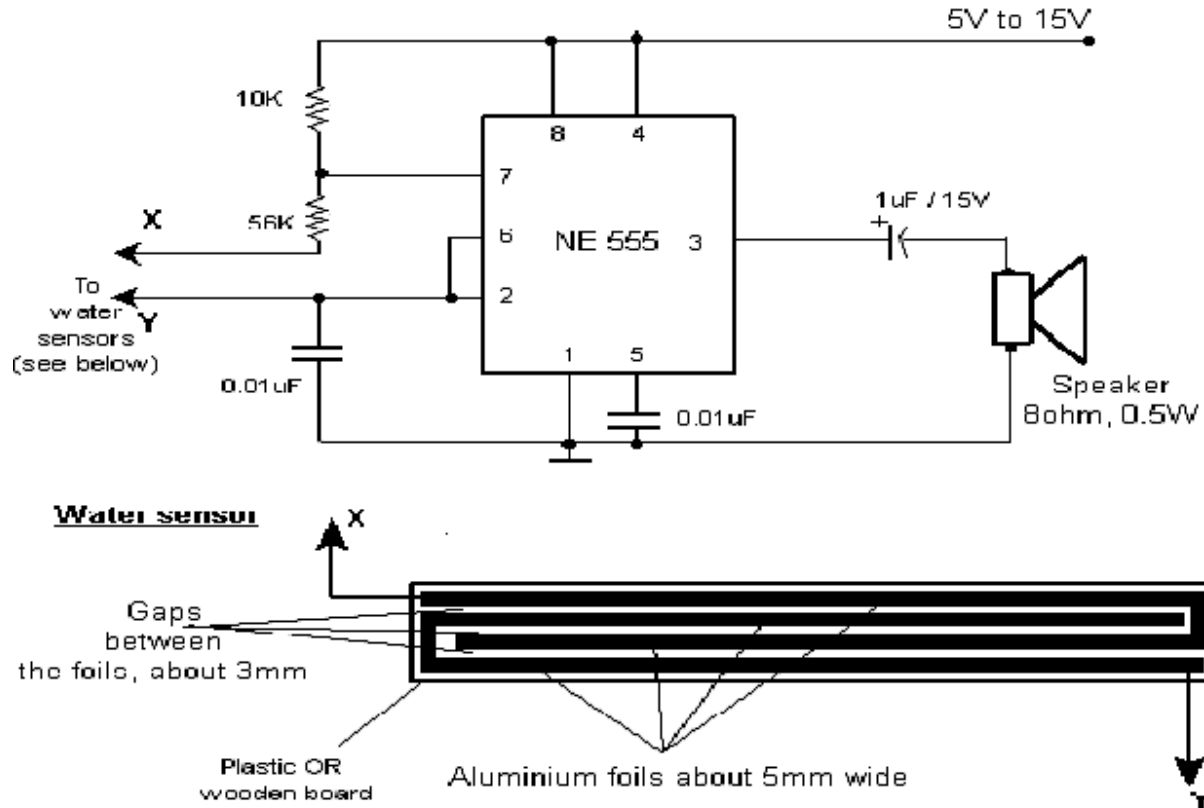 5V to 15V
10K
8
4
7
1uF / 15V
X
56K
+
6
NE 555
3
To
2
water
Y
sensors
(see below)
1
5
0.01uF
0.01uF
Speaker
8ohm, 0.5W
Water sensor
X
Gaps
between
the foils, about 3mm
Plastic OR
wooden board
Aluminium foils about 5mm wide